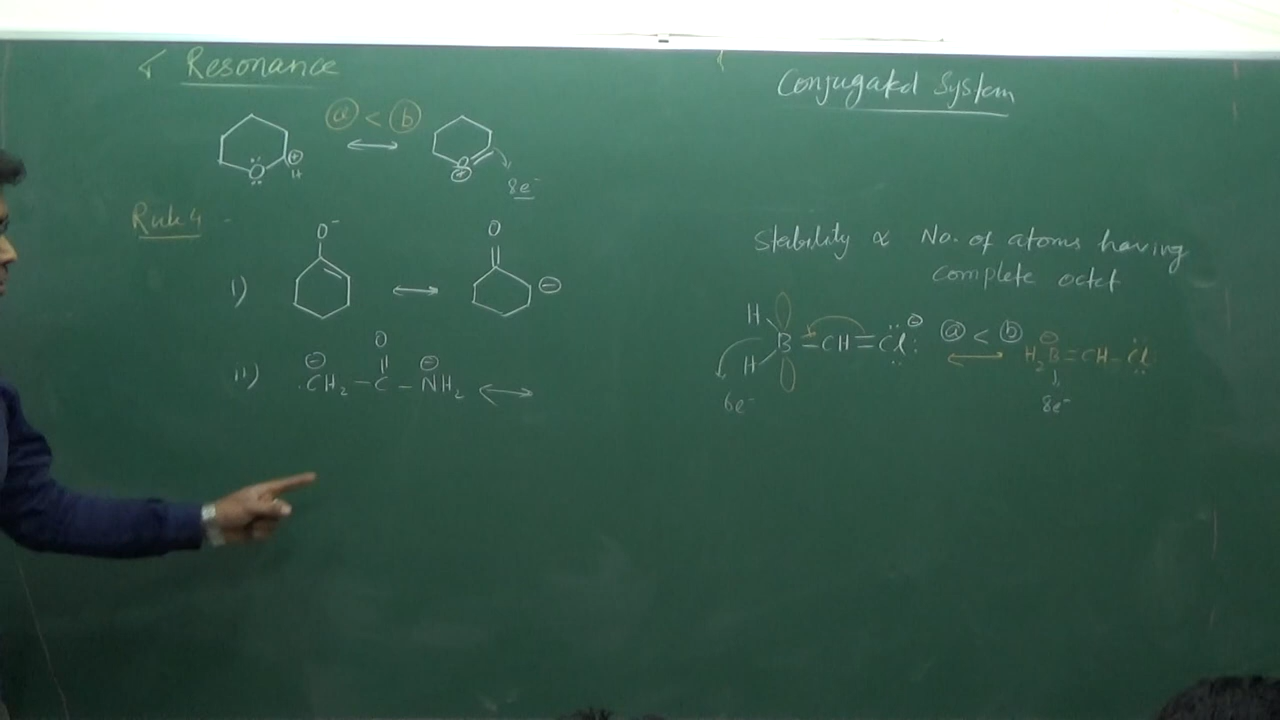 Resonance
ⓐ < ⓑ
O
⊕
H
O
⊕
8e⁻
Rule 4 -
i)
O⁻
O
⊖
ii)
⊖ O ⊖
CH₂ — C — NH₂
Conjugated System
Stability ∝ No. of atoms having
complete octet
H
H
B = CH = Cl ⊖
6e⁻
ⓐ < ⓑ
⊖
H₂B = CH - Cl
8e⁻